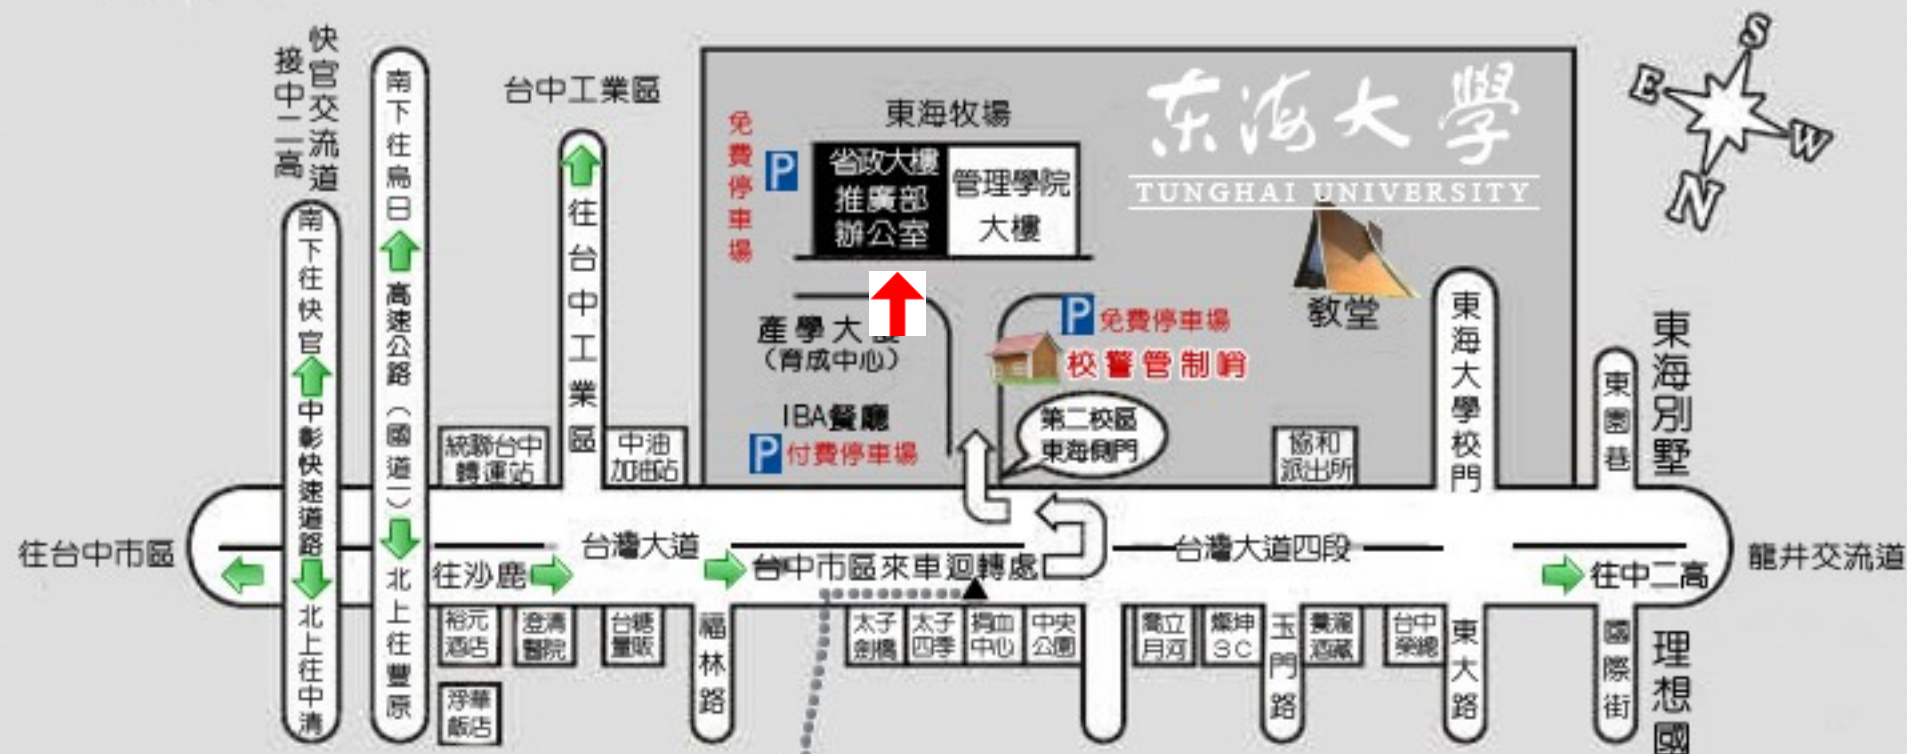 快官交流道
接中二高
南下往烏日
高速公路（國道一）
北上往豐原
南下往快官
中彰快速道路
北上往中清
台中工業區
往台中工業區
統聯台中
轉運站
中油
加油站
免費停車場
P
東海牧場
省政大樓
推廣部
辦公室
管理學院
大樓
东海大學
TUNGHAI UNIVERSITY
S
E
W
N
教堂
產學大
(育成中心)
P 免費停車場
校警管制哨
IBA餐廳
P 付費停車場
第二校區
東海側門
協和
派出所
東海大學校門
東園巷
東海別墅
往台中市區
台灣大道
台灣大道四段
往沙鹿
台中市區來車迴轉處
往中二高
龍井交流道
裕元
酒店
澄清
醫院
台糖
量販
福林路
太子
劍橋
太子
四季
捐血
中心
中央
公園
喬立
月河
燦坤
3C
玉門路
台中
榮總
東大路
國際街
理想國
浮華
飯店